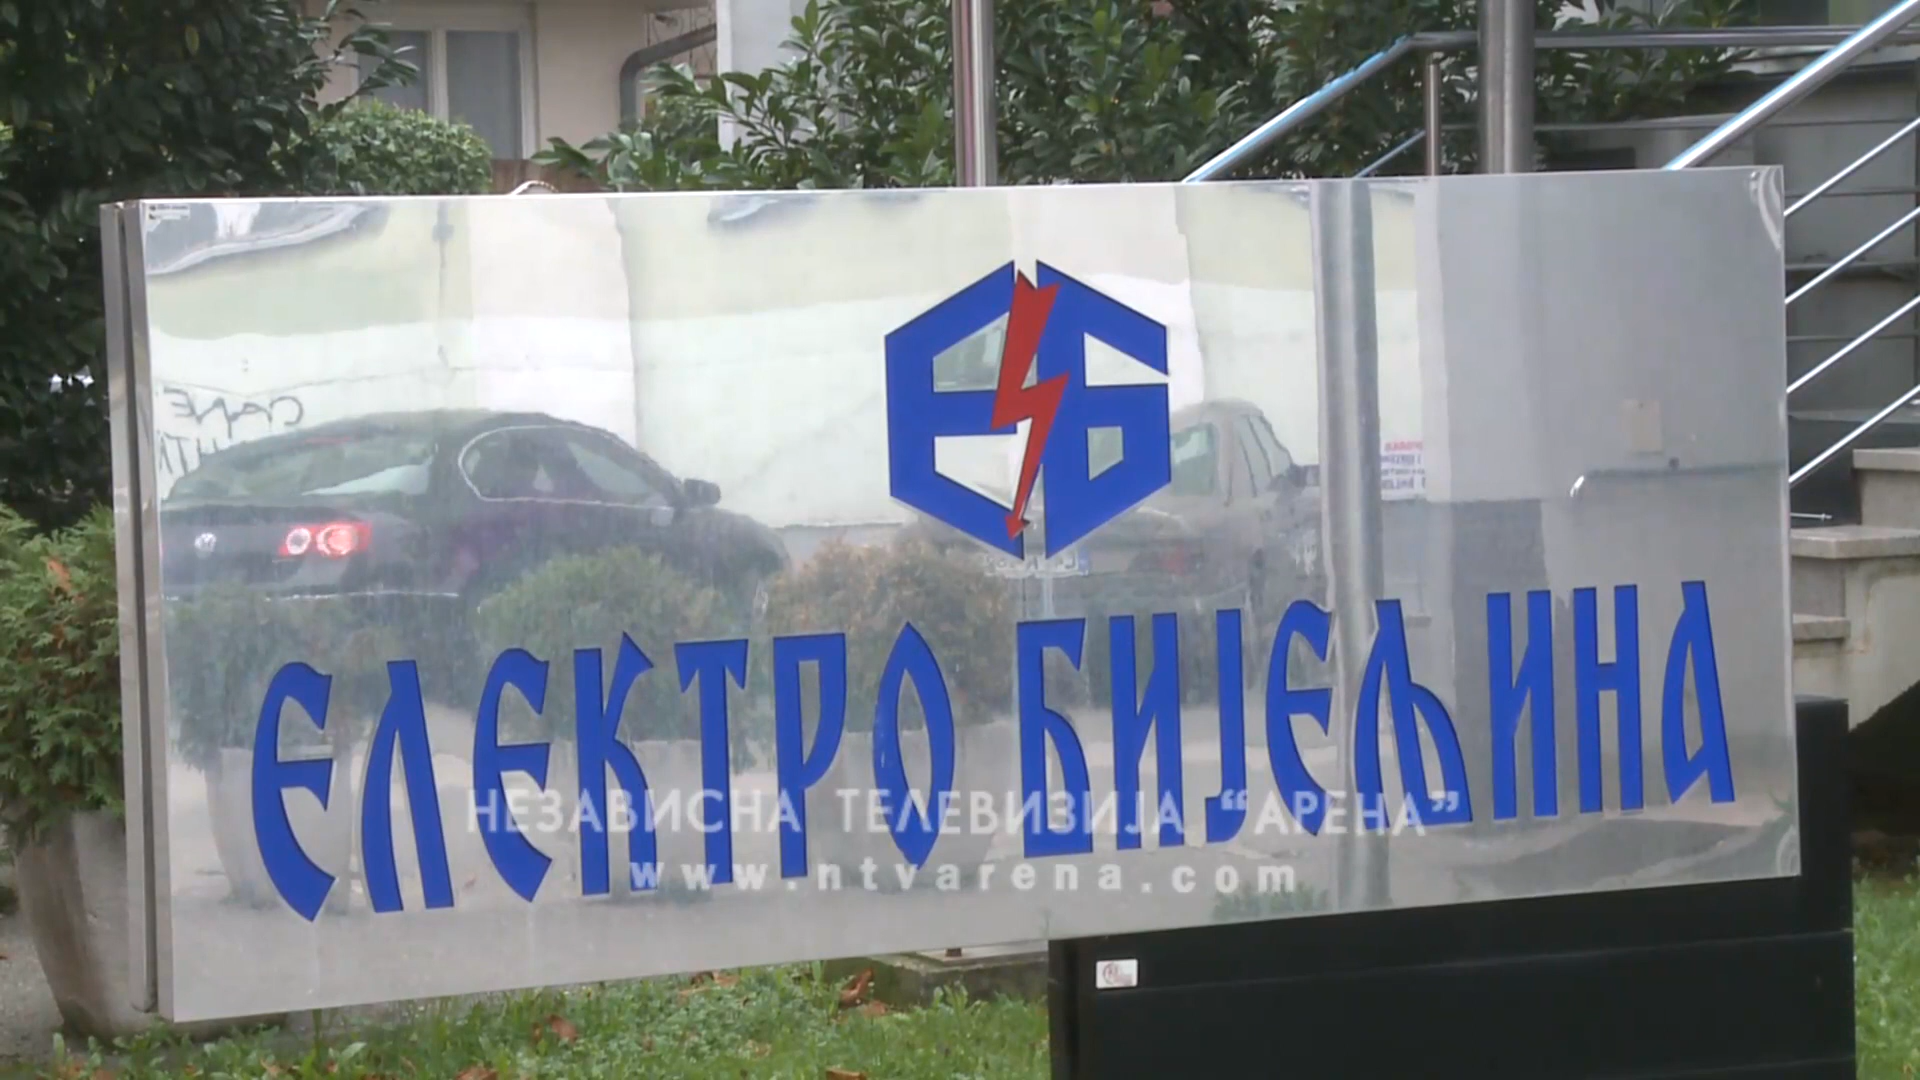 ЕБ
ЕЛЕКТРО БИЈЕЉИНА
НЕЗАВИСНА ТЕЛЕВИЗИЈА “АРЕНА”
www.ntvarena.com